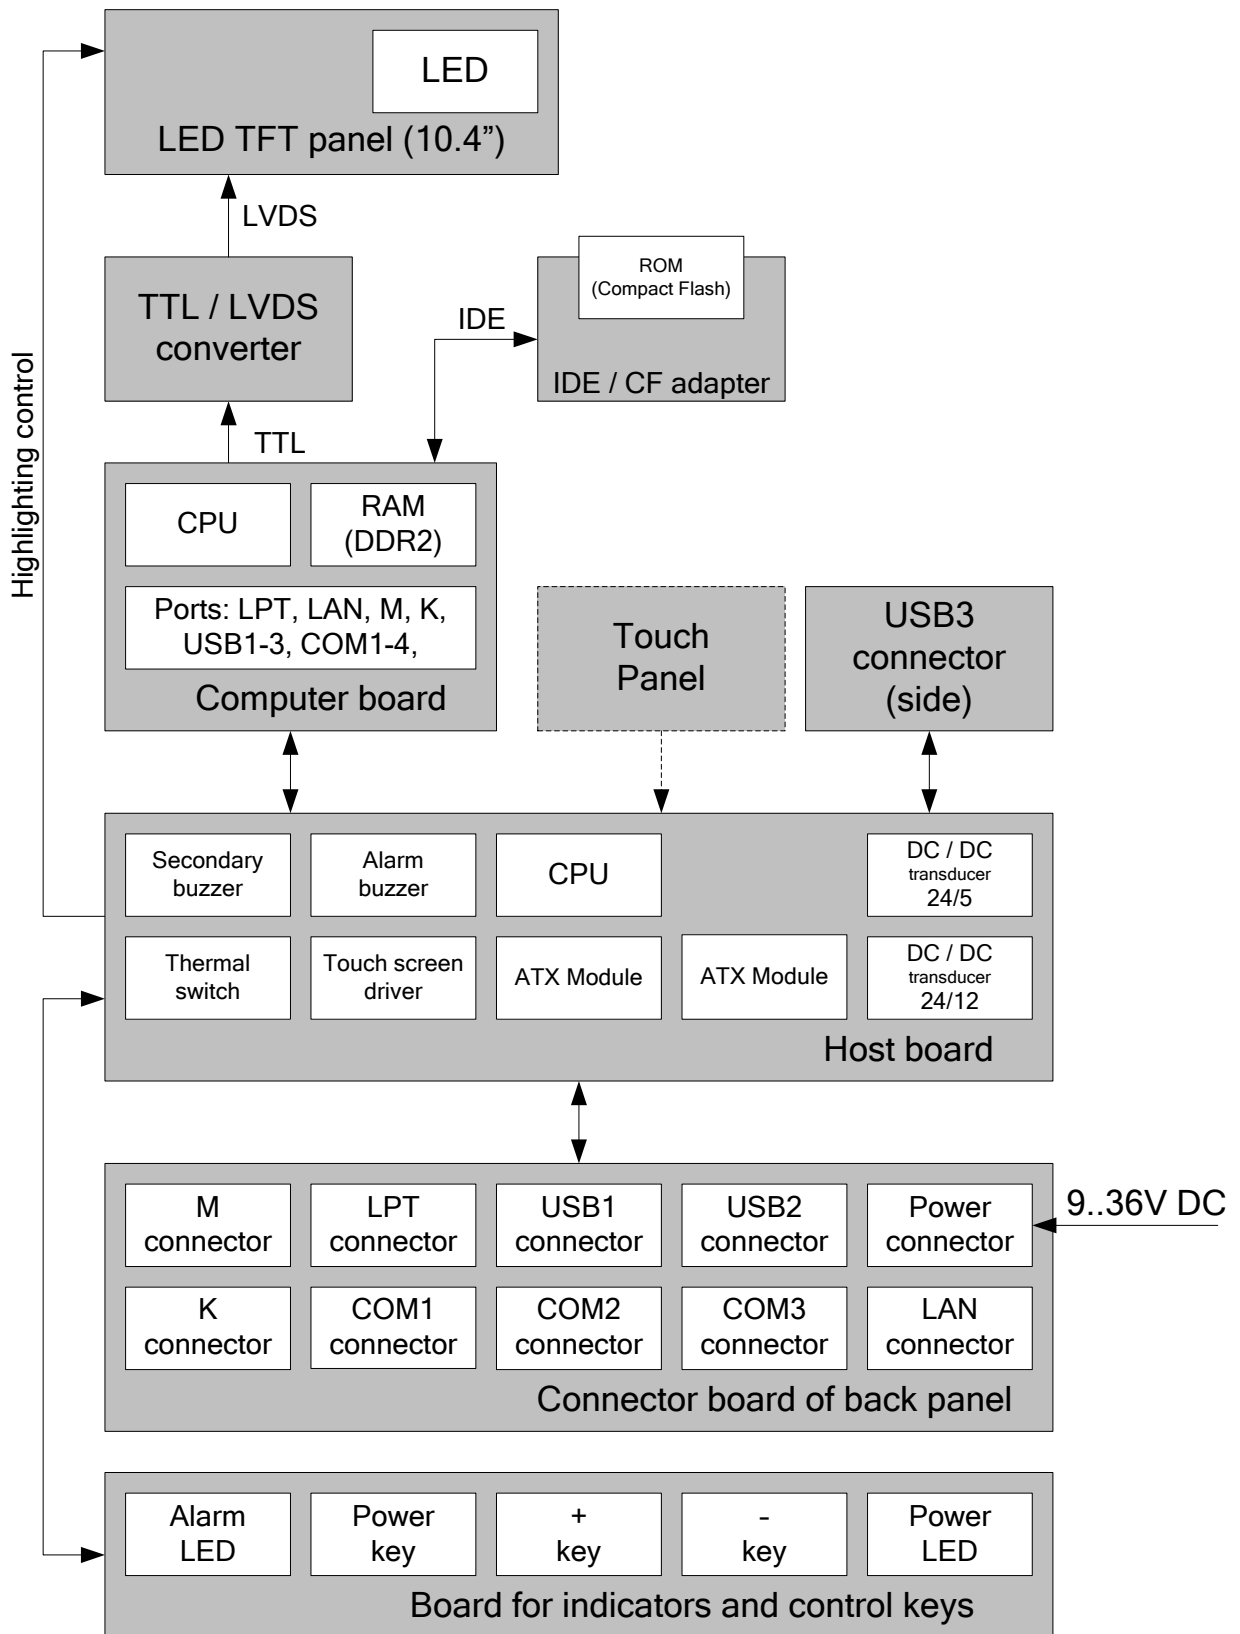 LED
LED TFT panel (10.4”)
LVDS
TTL / LVDS
converter
ROM
(Compact Flash)
IDE
IDE / CF adapter
Highlighting control
TTL
CPU
RAM
(DDR2)
Ports: LPT, LAN, M, K,
USB1-3, COM1-4,
Computer board
Touch
Panel
USB3
connector
(side)
Secondary
buzzer
Alarm
buzzer
CPU
DC / DC
transducer
24/5
Thermal
switch
Touch screen
driver
ATX Module
ATX Module
DC / DC
transducer
24/12
Host board
M
connector
LPT
connector
USB1
connector
USB2
connector
Power
connector
9..36V DC
K
connector
COM1
connector
COM2
connector
COM3
connector
LAN
connector
Connector board of back panel
Alarm
LED
Power
key
+
key
-
key
Power
LED
Board for indicators and control keys